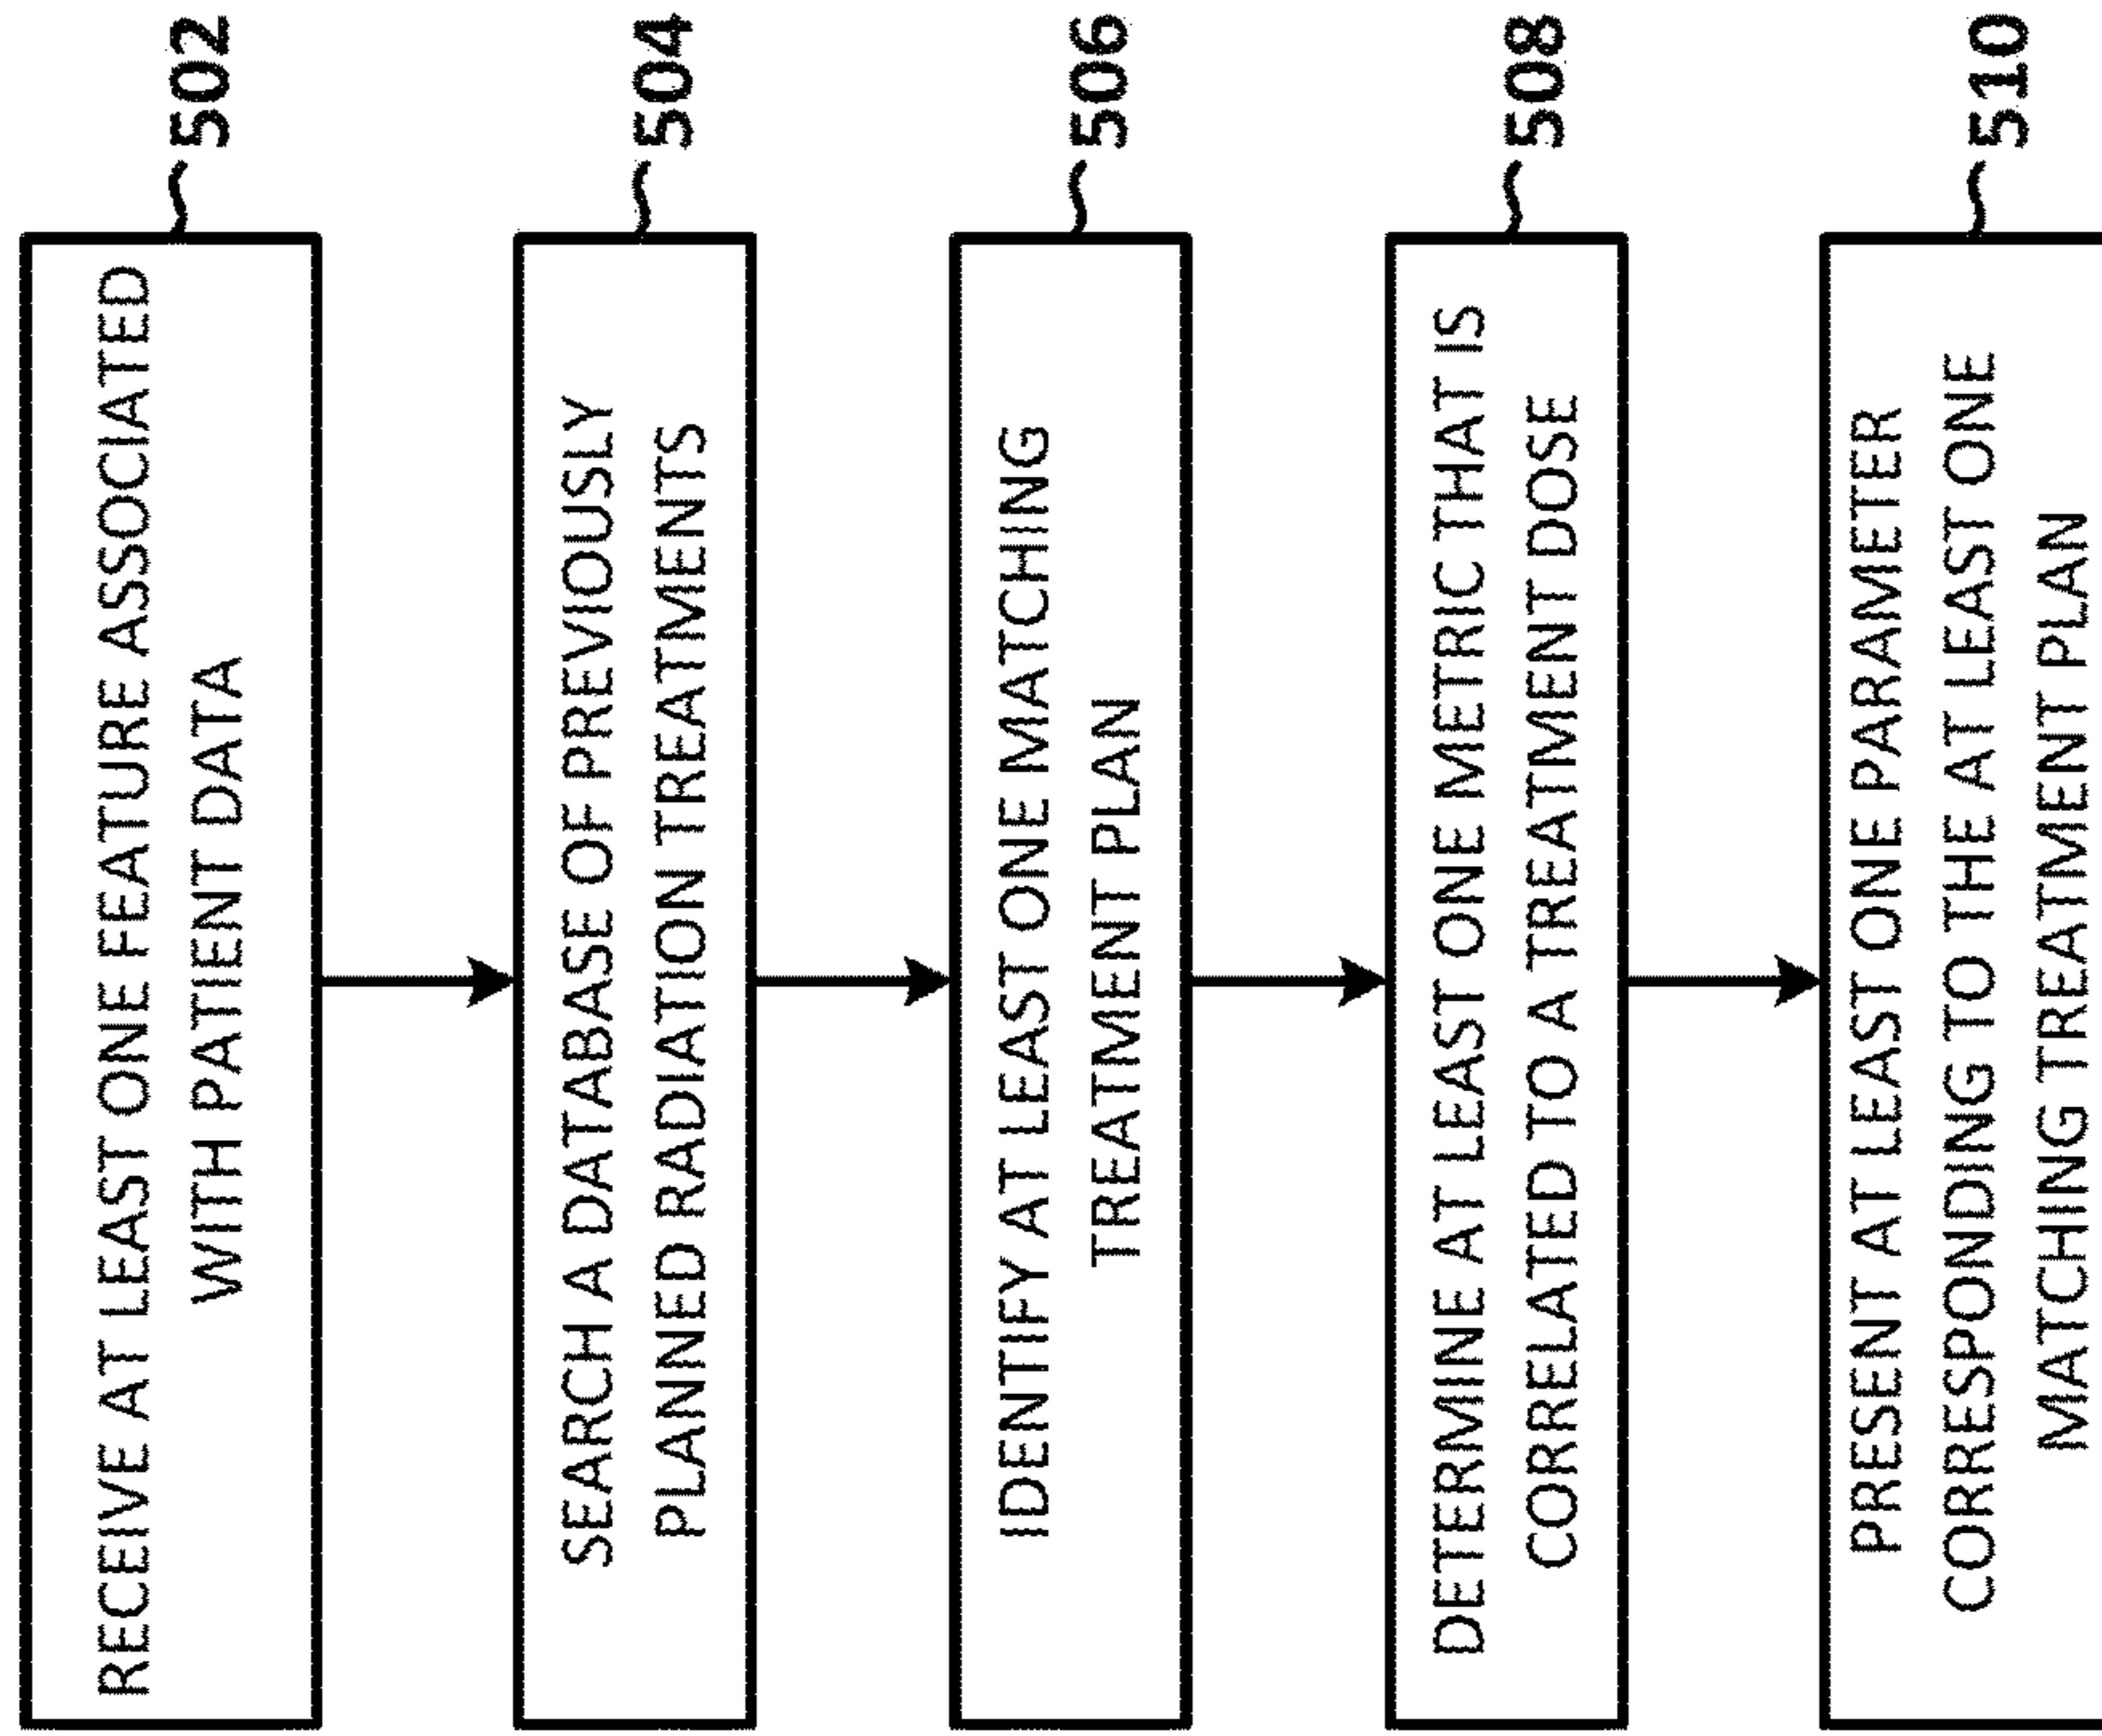 RECEIVE AT LEAST ONE FEATURE ASSOCIATED
WITH PATIENT DATA
502
SEARCH A DATABASE OF PREVIOUSLY
PLANNED RADIATION TREATMENTS
504
IDENTIFY AT LEAST ONE MATCHING
TREATMENT PLAN
506
DETERMINE AT LEAST ONE METRIC THAT IS
CORRELATED TO A TREATMENT DOSE
508
PRESENT AT LEAST ONE PARAMETER
CORRESPONDING TO THE AT LEAST ONE
MATCHING TREATMENT PLAN
510